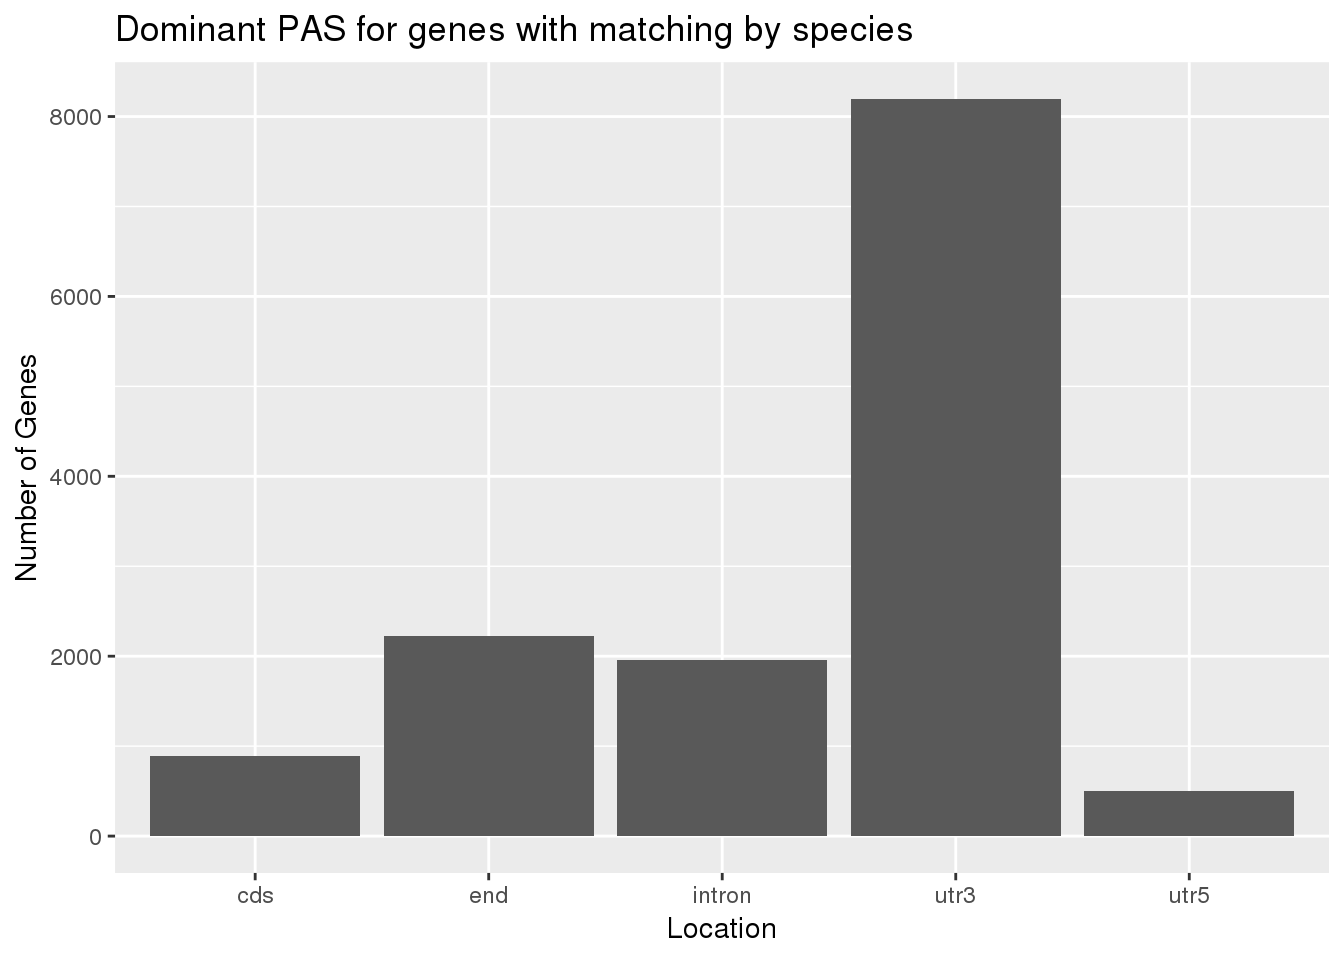 Dominant PAS for genes with matching by species
Number of Genes
8000
6000
4000
2000
0
cds end intron utr3 utr5
Location